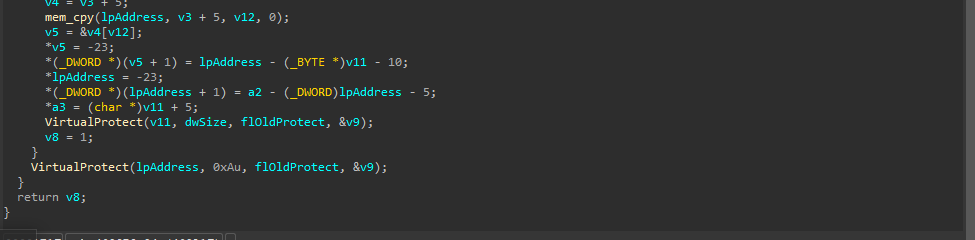 v4 = v3 + 5;
mem_cpy(lpAddress, v3 + 5, v12, 0);
v5 = &v4[v12];
*v5 = -23;
*(_DWORD *)(v5 + 1) = lpAddress - (_BYTE *)v11 - 10;
*lpAddress = -23;
*(_DWORD *)(lpAddress + 1) = a2 - (_DWORD)lpAddress - 5;
*a3 = (char *)v11 + 5;
VirtualProtect(v11, dwSize, flOldProtect, &v9);
v8 = 1;
}
VirtualProtect(lpAddress, 0xAu, flOldProtect, &v9);
}
return v8;
}